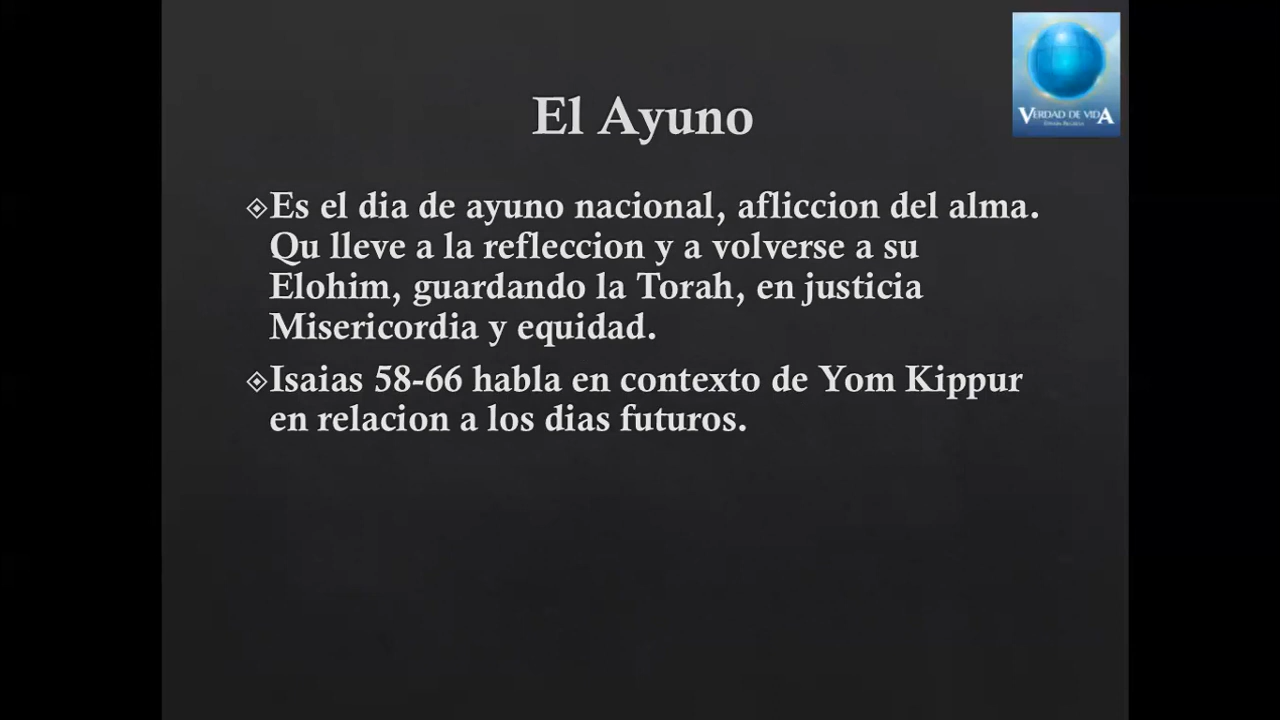 VERDAD DE VIDA
El Ayuno
Es el dia de ayuno nacional, afliccion del alma.
Qu lleve a la refleccion y a volverse a su
Elohim, guardando la Torah, en justicia
Misericordia y equidad.
Isaias 58-66 habla en contexto de Yom Kippur
en relacion a los dias futuros.